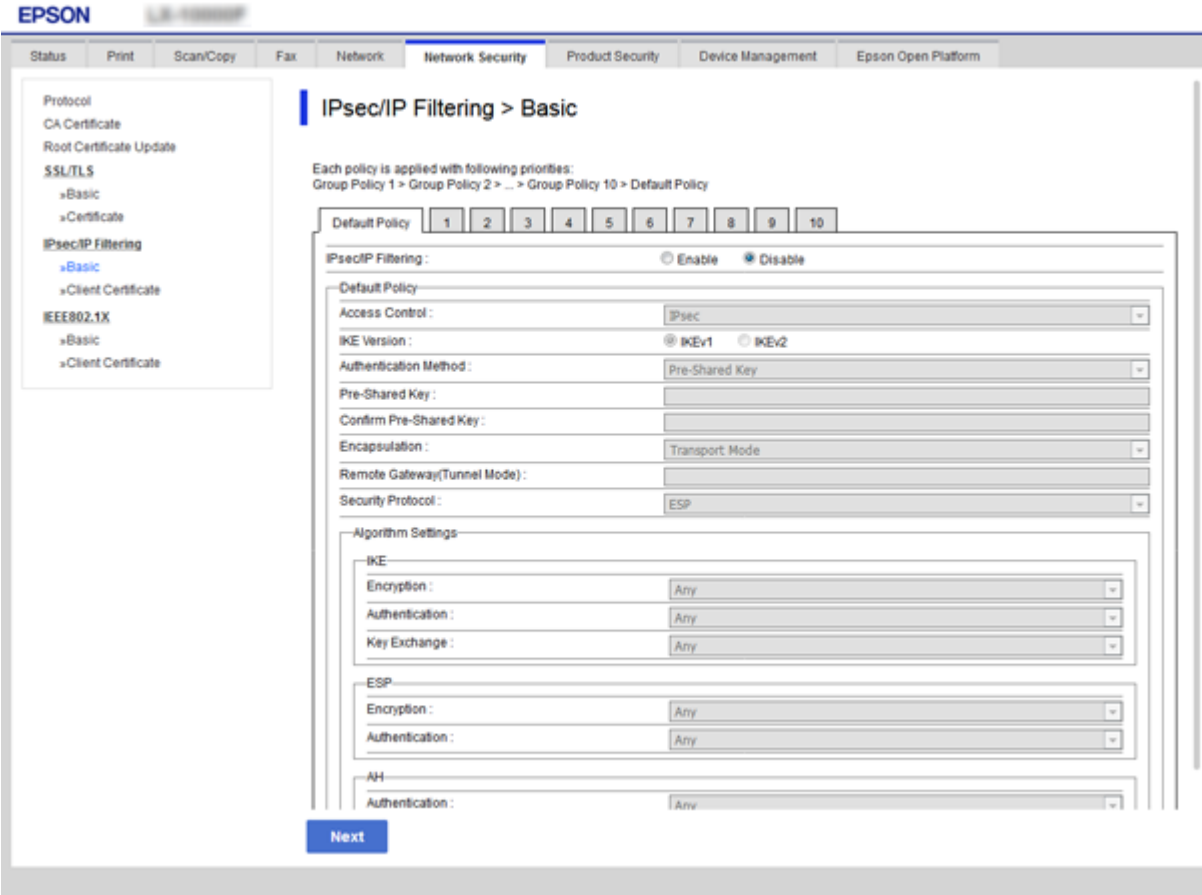 EPSON
Status Print Scan/Copy Fax Network Network Security Product Security Device Management Epson Open Platform
Protocol
CA Certificate
Root Certificate Update
SSL/TLS
»Basic
»Certificate
IPsec/IP Filtering
»Basic
»Client Certificate
IEEE802.1X
»Basic
»Client Certificate
IPsec/IP Filtering > Basic
Each policy is applied with following priorities:
Group Policy 1 > Group Policy 2 > ... > Group Policy 10 > Default Policy
Default Policy 1 2 3 4 5 6 7 8 9 10
IPsec/IP Filtering : Enable Disable
Default Policy
Access Control : IPsec
IKE Version : IKEv1 IKEv2
Authentication Method : Pre-Shared Key
Pre-Shared Key :
Confirm Pre-Shared Key :
Encapsulation : Transport Mode
Remote Gateway(Tunnel Mode) :
Security Protocol : ESP
Algorithm Settings
IKE
Encryption : Any
Authentication : Any
Key Exchange : Any
ESP
Encryption : Any
Authentication : Any
AH
Authentication : Any
Next